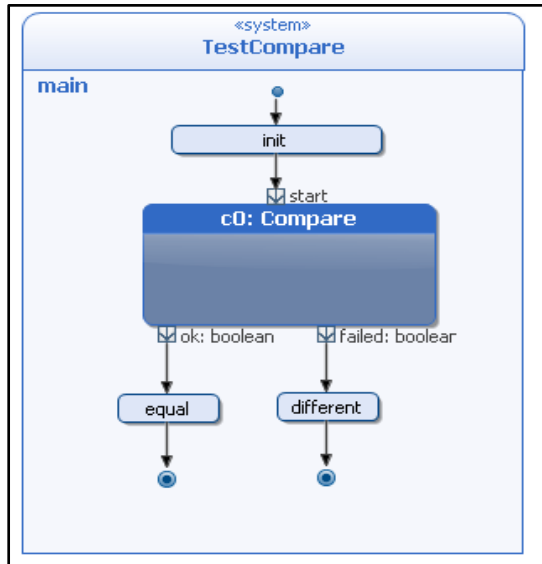 «system»
TestCompare
main
init
start
c0: Compare
ok: boolean
failed: boolear
equal
different